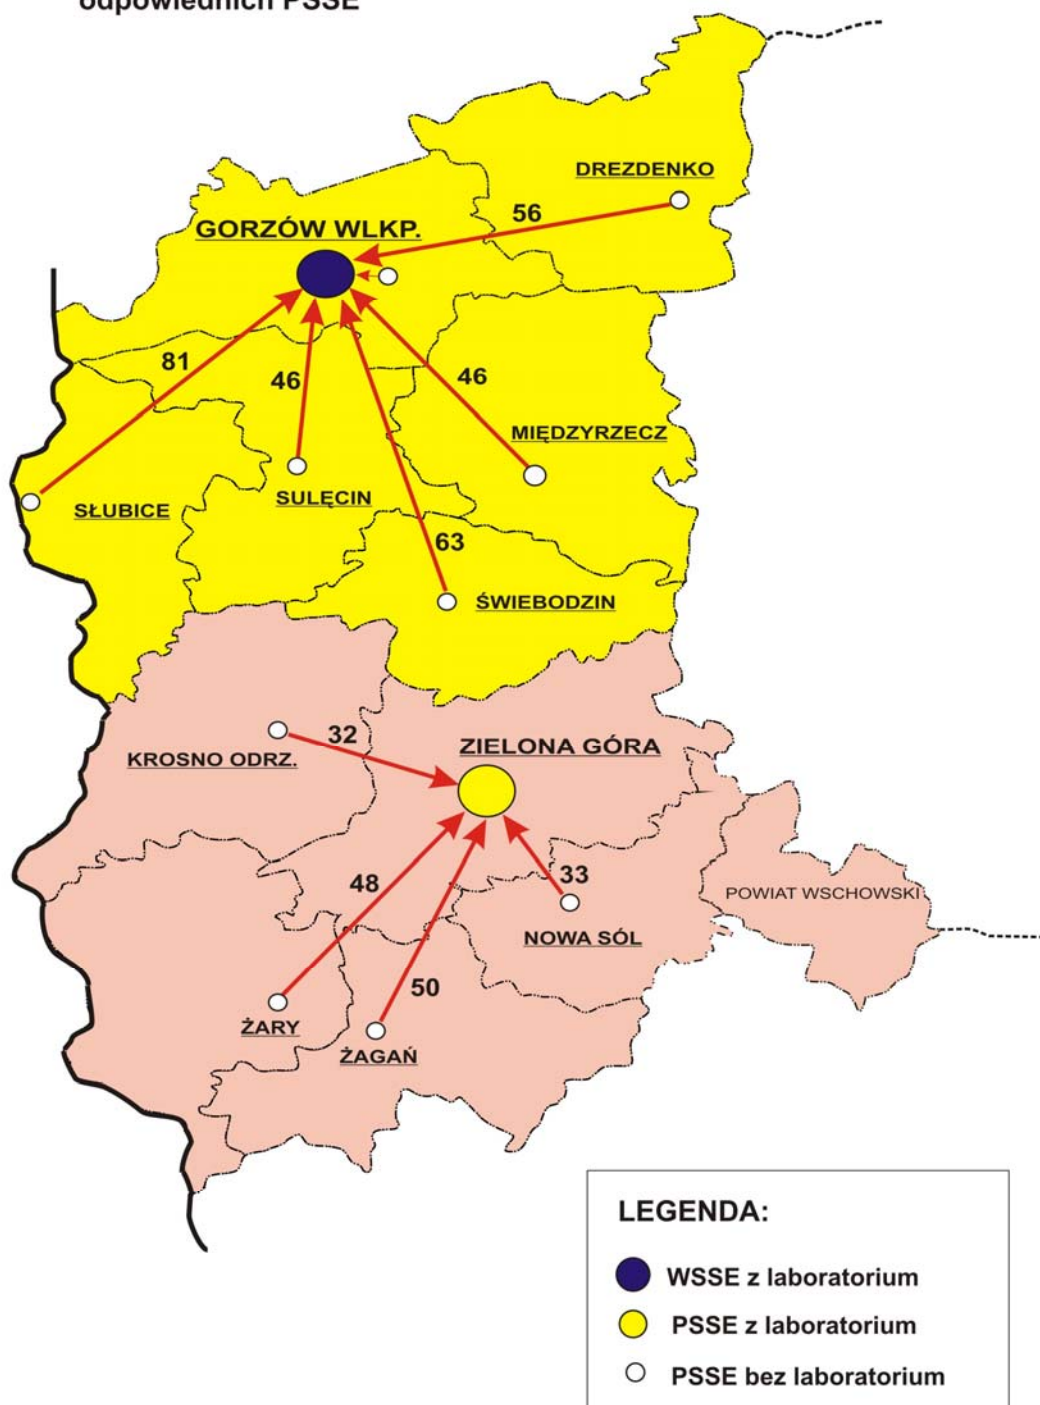 odpowiednich PSSE
DREZDENKO
56
GORZÓW WLKP.
81
46
46
MIĘDZYRZECZ
SULĘCIN
SŁUBICE
63
ŚWIEBODZIN
32
ZIELONA GÓRA
KROSNO ODRZ.
48
33
POWIAT WSCHOWSKI
NOWA SÓL
50
ŻARY
ŻAGAŃ
LEGENDA:
WSSE z laboratorium
PSSE z laboratorium
PSSE bez laboratorium